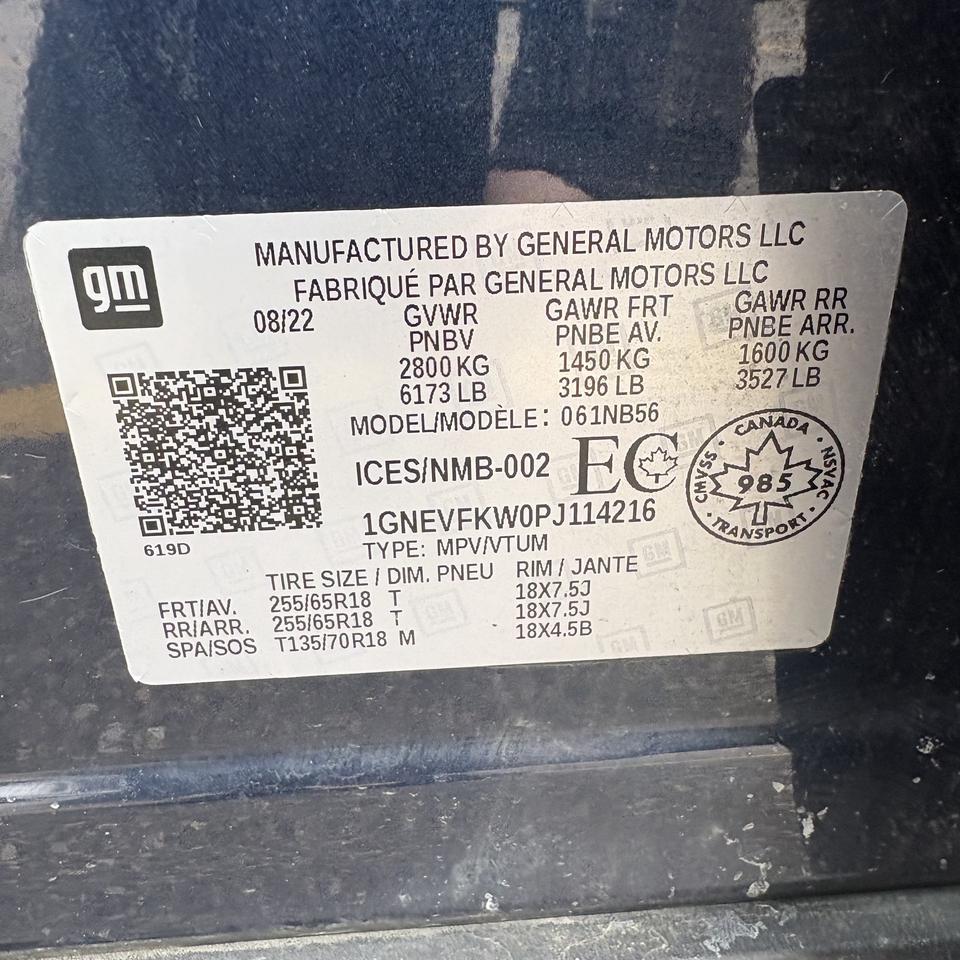 gm
MANUFACTURED BY GENERAL MOTORS LLC
FABRIQUÉ PAR GENERAL MOTORS LLC
08/22 GVWR GAWR FRT GAWR RR
PNBV PNBE AV. PNBE ARR.
2800 KG 1450 KG 1600 KG
6173 LB 3196 LB 3527 LB
MODEL/MODÈLE: 061NB56
ICES/NMB-002 EC
CANADA
CMVSS 985 NSVAC
TRANSPORT
1GNEVFKW0PJ114216
619D
TYPE: MPV/VTUM
TIRE SIZE / DIM. PNEU RIM / JANTE
FRT/AV. 255/65R18 T 18X7.5J
RR/ARR. 255/65R18 T 18X7.5J
SPA/SOS T135/70R18 M 18X4.5B
GM
GM
GM